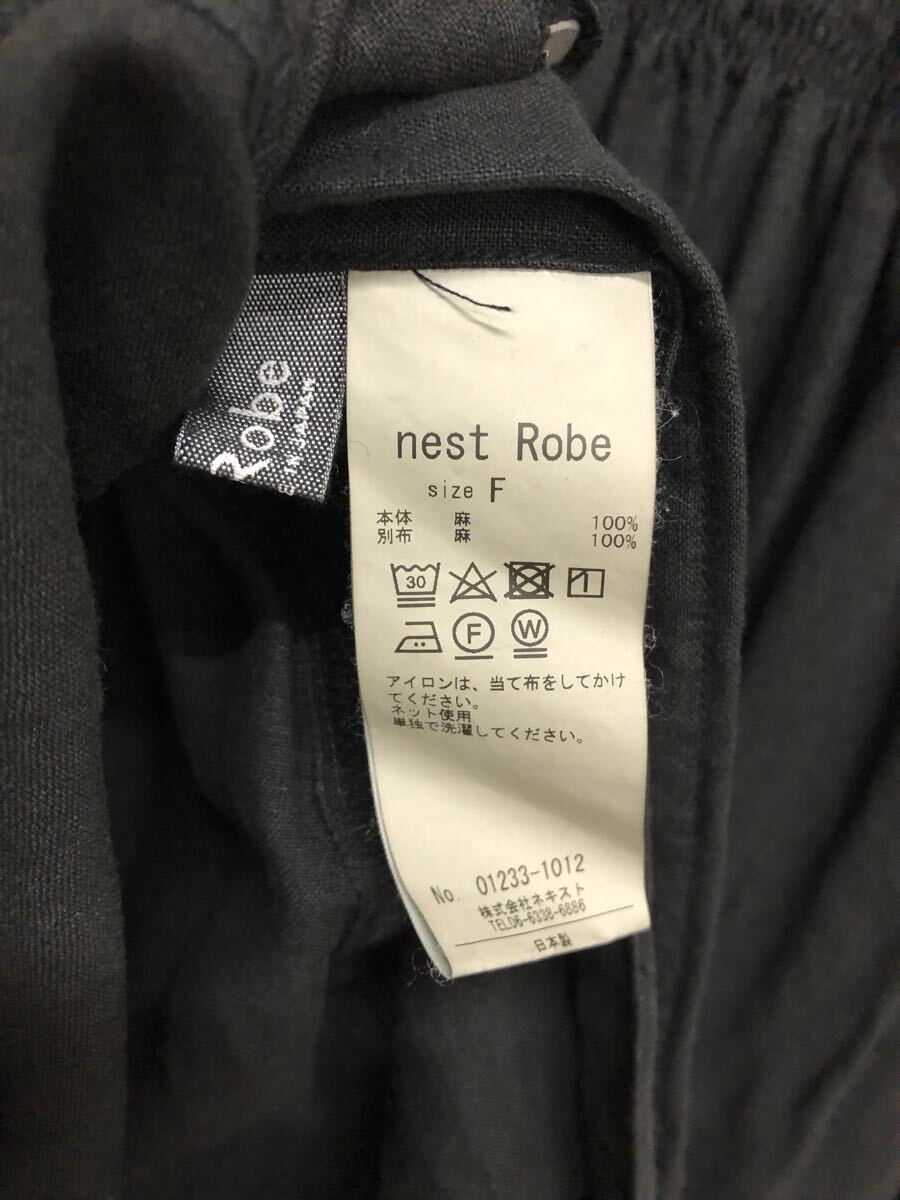 Robe
IN JAPAN
nest Robe
size F
本体 麻 100%
別布 麻 100%
30
1
F
W
アイロンは、当て布をしてかけ
てください。
ネット使用
単独で洗濯してください。
No. 01233-1012
株式会社ネキスト
TEL06-6338-6886
日本製